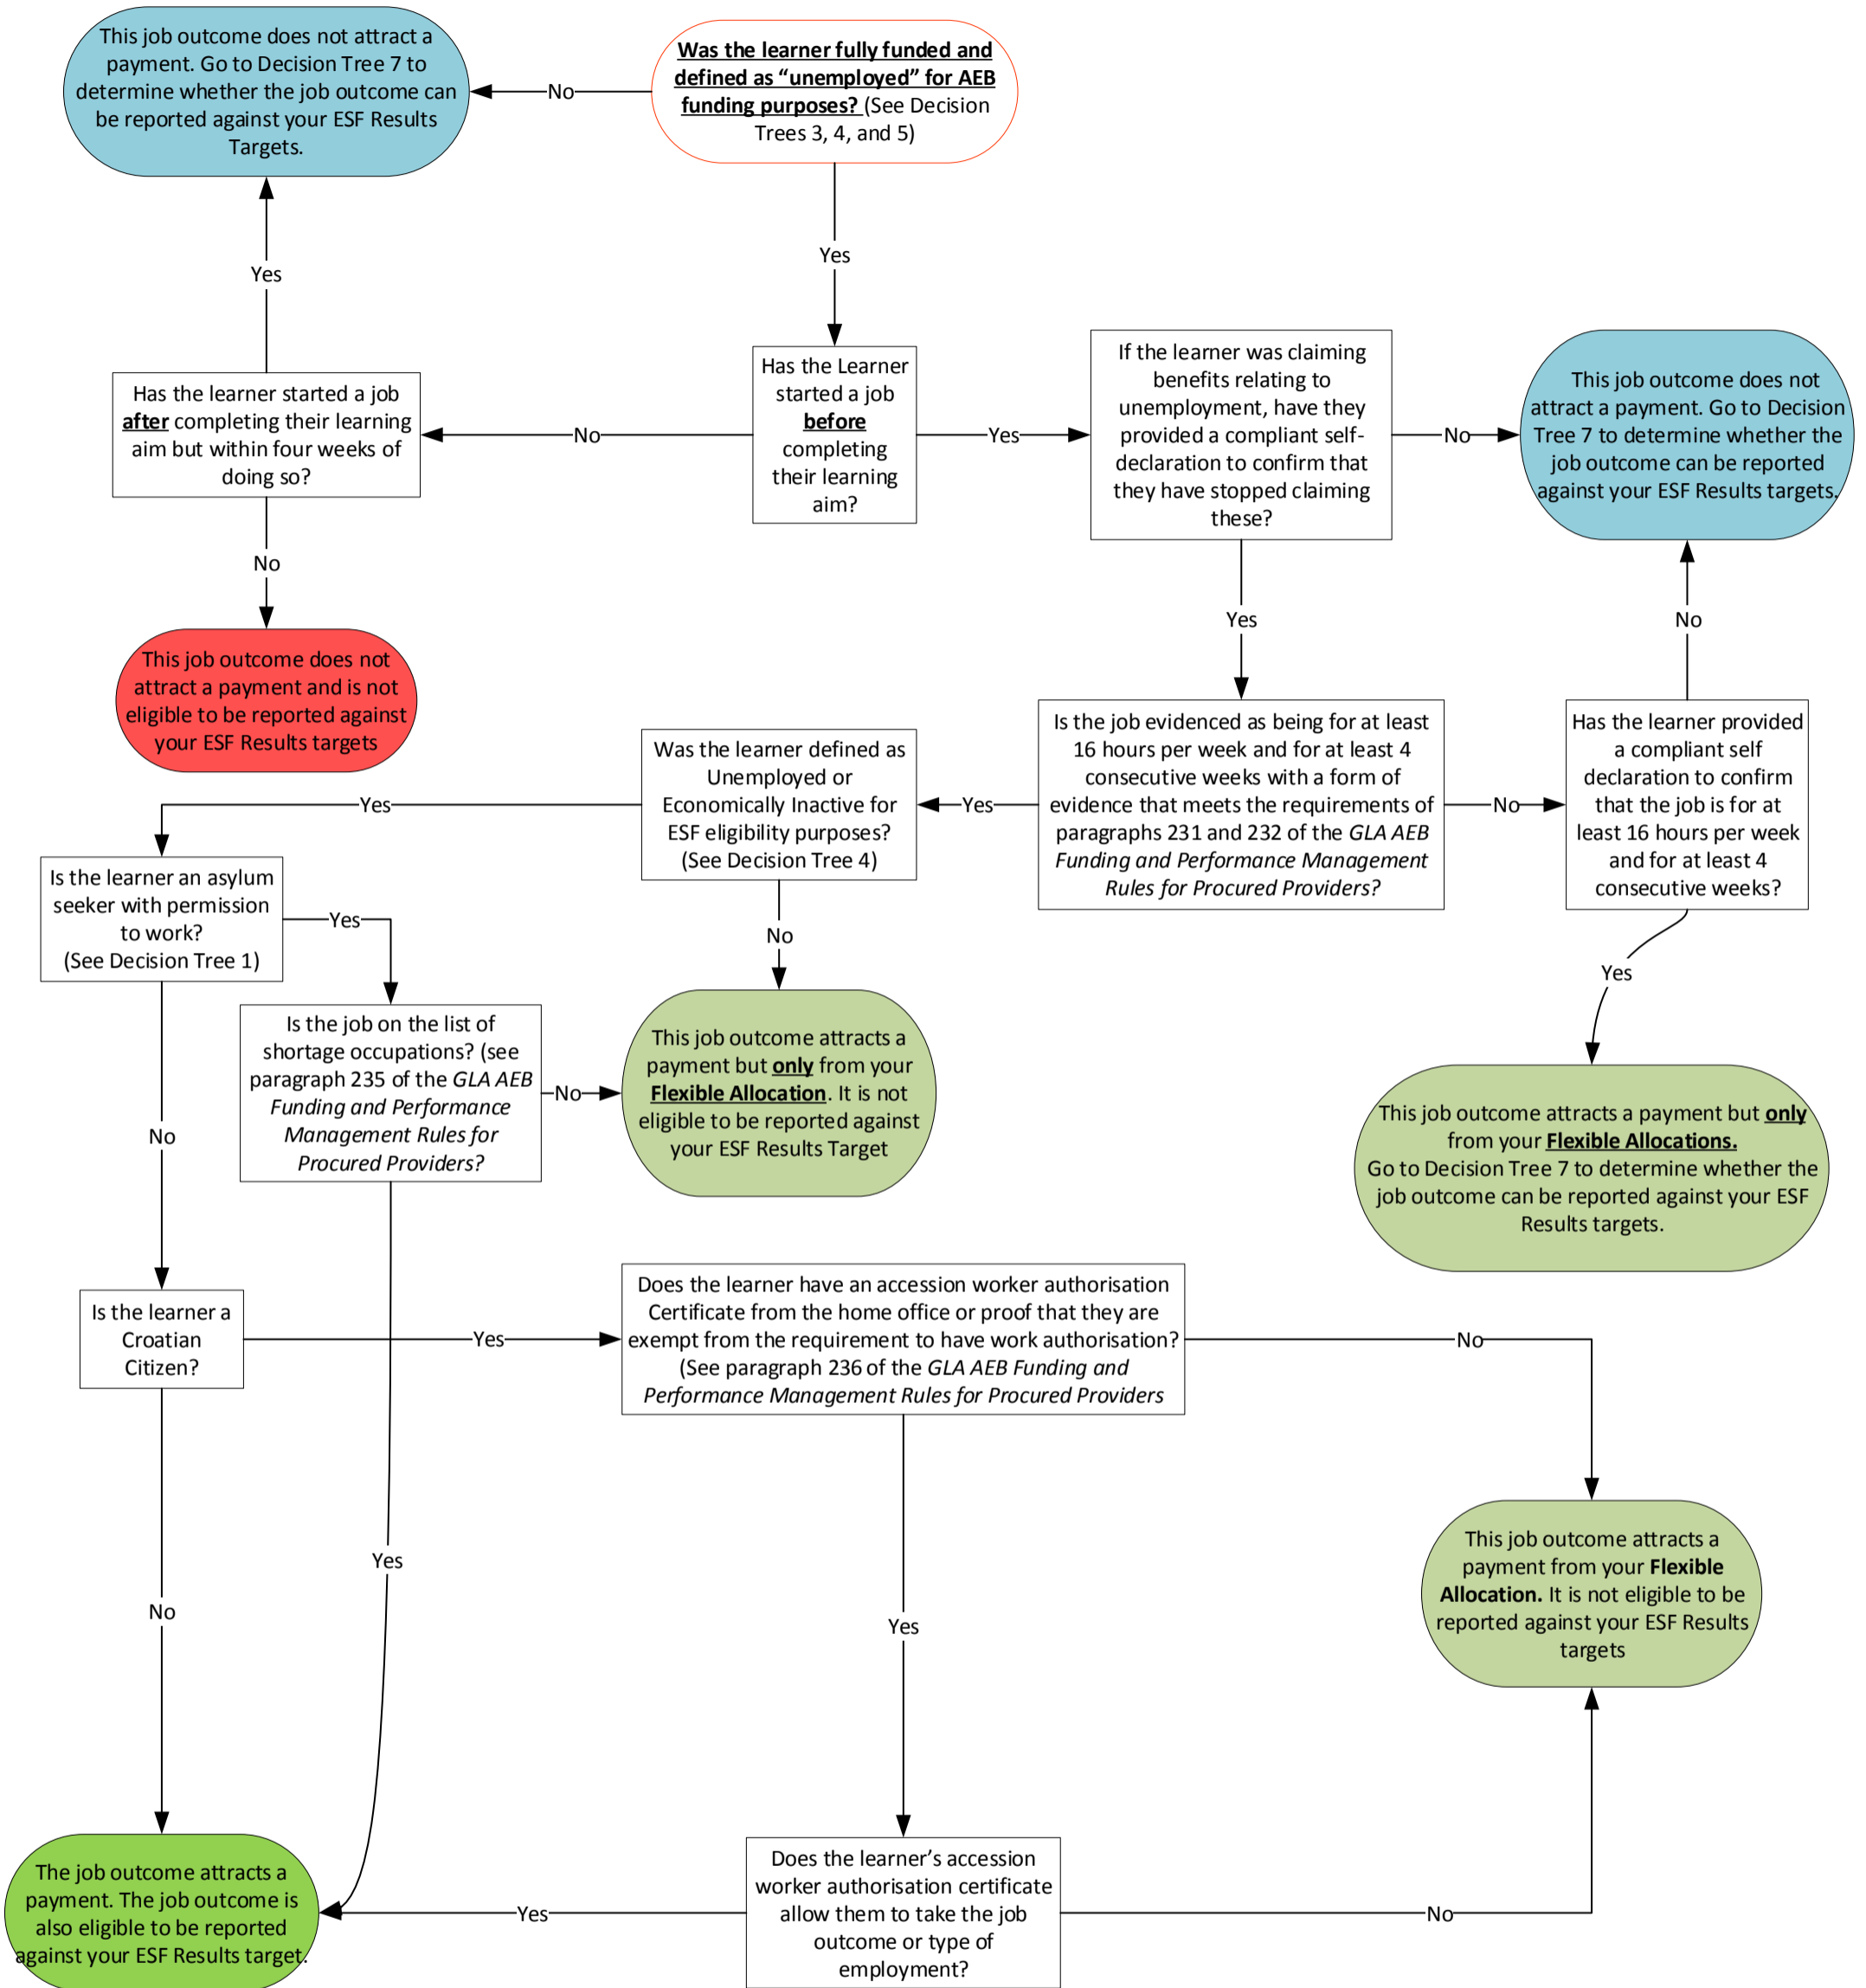 This job outcome does not attract a
payment. Go to Decision Tree 7 to
determine whether the job outcome can
be reported against your ESF Results
Targets.
No
Was the learner fully funded and
defined as “unemployed” for AEB
funding purposes? (See Decision
Trees 3, 4, and 5)
Yes
Yes
Has the learner started a job
after completing their learning
aim but within four weeks of
doing so?
No
Has the Learner
started a job
before
completing
their learning
aim?
Yes
If the learner was claiming
benefits relating to
unemployment, have they
provided a compliant self-
declaration to confirm that
they have stopped claiming
these?
No
This job outcome does not
attract a payment. Go to Decision
Tree 7 to determine whether the
job outcome can be reported
against your ESF Results targets.
No
Yes
No
This job outcome does not
attract a payment and is not
eligible to be reported against
your ESF Results targets
Yes
Was the learner defined as
Unemployed or
Economically Inactive for
ESF eligibility purposes?
(See Decision Tree 4)
Yes
Is the job evidenced as being for at least
16 hours per week and for at least 4
consecutive weeks with a form of
evidence that meets the requirements of
paragraphs 231 and 232 of the GLA AEB
Funding and Performance Management
Rules for Procured Providers?
No
Has the learner provided
a compliant self
declaration to confirm
that the job is for at
least 16 hours per week
and for at least 4
consecutive weeks?
Is the learner an asylum
seeker with permission
to work?
(See Decision Tree 1)
Yes
No
Yes
Is the job on the list of
shortage occupations? (see
paragraph 235 of the GLA AEB
Funding and Performance
Management Rules for
Procured Providers?
No
This job outcome attracts a
payment but only from your
Flexible Allocation. It is not
eligible to be reported against
your ESF Results Target
This job outcome attracts a payment but only
from your Flexible Allocations.
Go to Decision Tree 7 to determine whether the
job outcome can be reported against your ESF
Results targets.
No
Is the learner a
Croatian
Citizen?
Yes
Does the learner have an accession worker authorisation
Certificate from the home office or proof that they are
exempt from the requirement to have work authorisation?
(See paragraph 236 of the GLA AEB Funding and
Performance Management Rules for Procured Providers
No
Yes
No
Yes
This job outcome attracts a
payment from your Flexible
Allocation. It is not eligible to be
reported against your ESF Results
targets
The job outcome attracts a
payment. The job outcome is
also eligible to be reported
against your ESF Results target.
Yes
Does the learner’s accession
worker authorisation certificate
allow them to take the job
outcome or type of
employment?
No